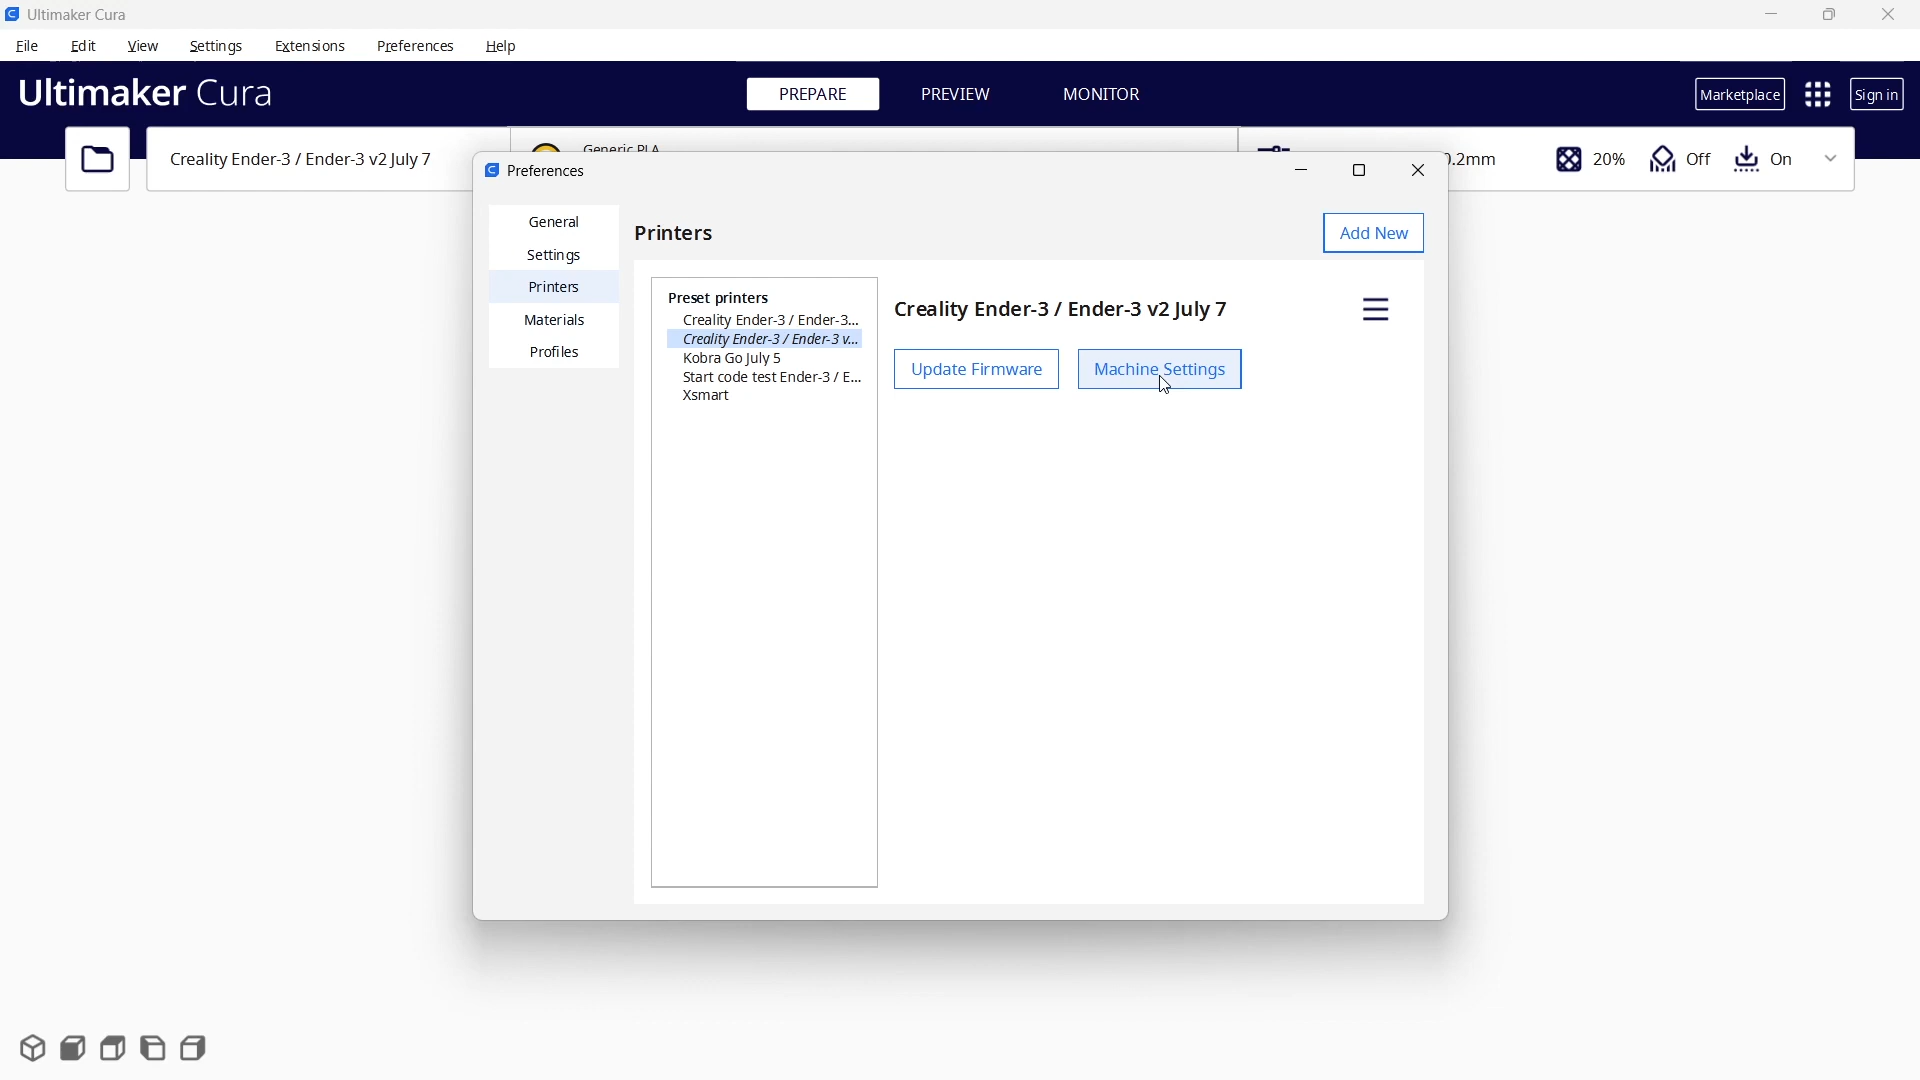 Ultimaker Cura
File Edit View Settings Extensions Preferences Help
Ultimaker Cura
PREPARE PREVIEW MONITOR
Marketplace Sign in
Creality Ender-3 / Ender-3 v2 July 7
Generic PLA
0.2mm 20% Off On
Preferences
General
Settings
Printers
Materials
Profiles
Printers
Add New
Preset printers
Creality Ender-3 / Ender-3...
Creality Ender-3 / Ender-3 v...
Kobra Go July 5
Start code test Ender-3 / E...
Xsmart
Creality Ender-3 / Ender-3 v2 July 7
Update Firmware Machine Settings